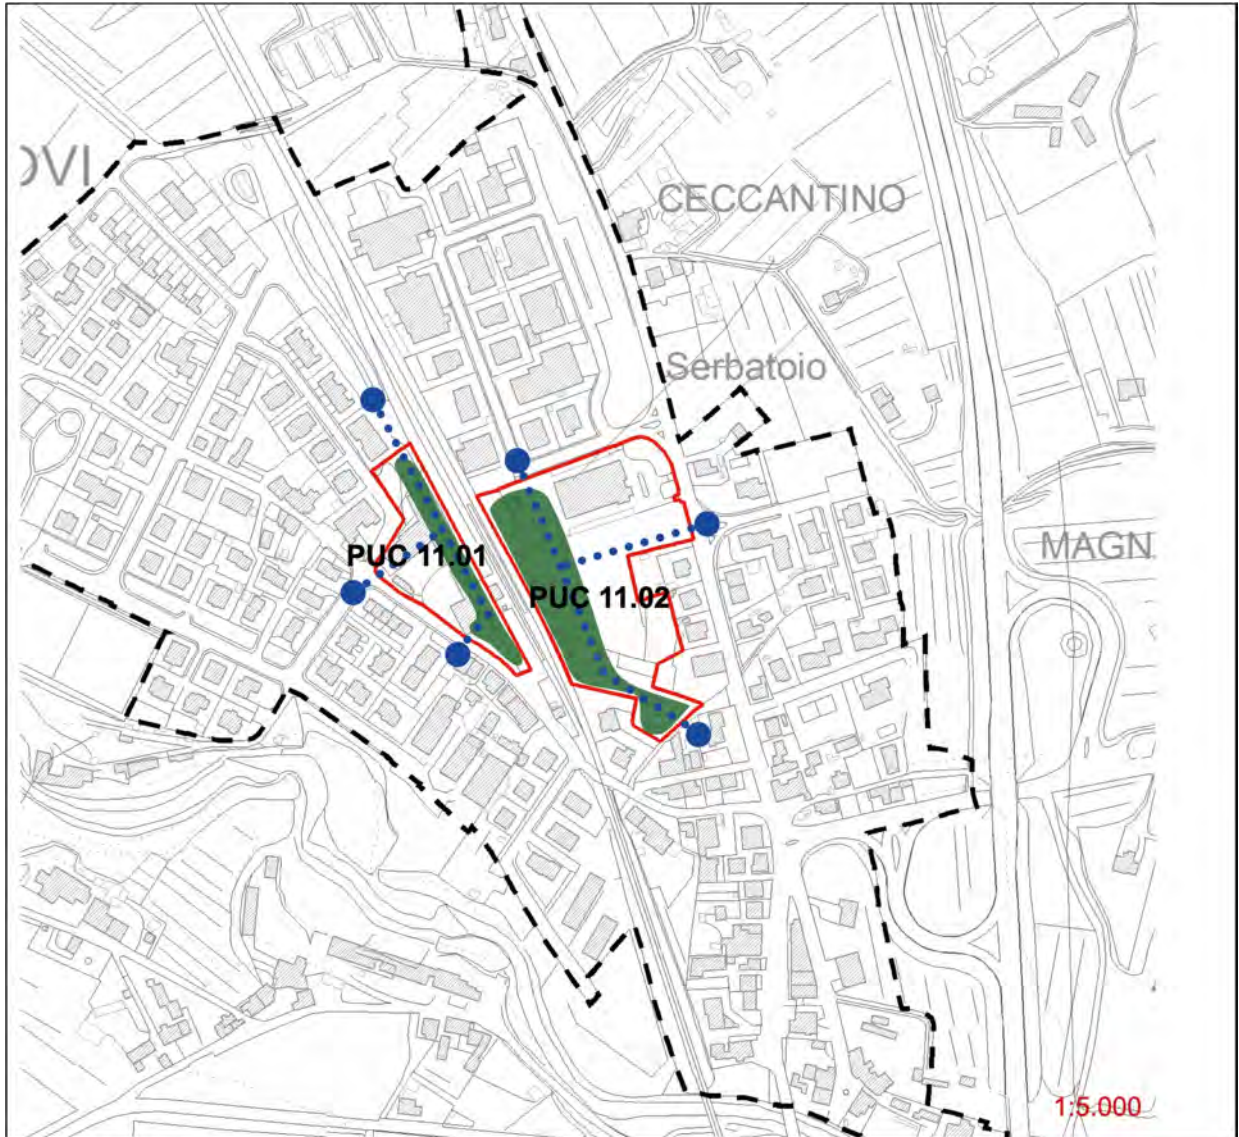 OVI
CECCANTINO
Serbatoio
MAGN
PUC 11.01
PUC 11.02
1:5.000